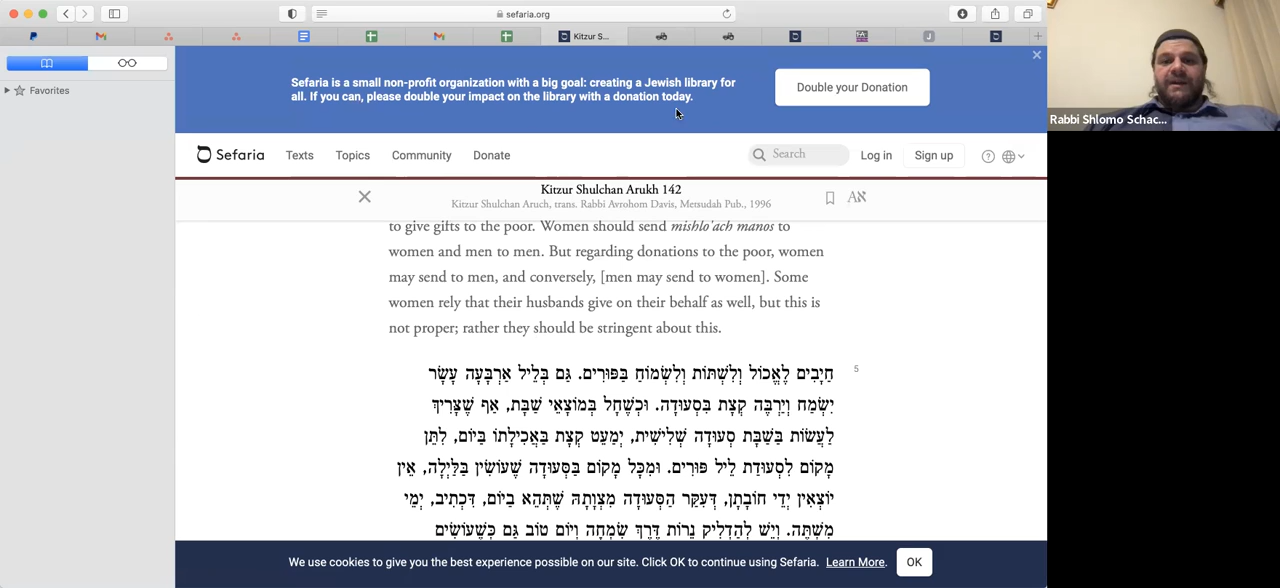 sefaria.org
Kitzur S...
Favorites
Sefaria is a small non-profit organization with a big goal: creating a Jewish library for
all. If you can, please double your impact on the library with a donation today.
Double your Donation
Sefaria
Texts
Topics
Community
Donate
Search
Log in
Sign up
Kitzur Shulchan Arukh 142
Kitzur Shulchan Aruch, trans. Rabbi Avrohom Davis, Metsudah Pub., 1996
Aא
to give gifts to the poor. Women should send mishlo'ach manos to
women and men to men. But regarding donations to the poor, women
may send to men, and conversely, [men may send to women]. Some
women rely that their husbands give on their behalf as well, but this is
not proper; rather they should be stringent about this.
5
חַיָּבִים לֶאֱכוֹל וְלִשְׁתּוֹת וְלִשְׂמוֹחַ בַּפּוּרִים. גַּם בְּלֵיל אַרְבָּעָה עָשָׂר
יִשְׂמַח וְיַרְבֶּה קְצָת בִּסְעוּדָה. וּכְשֶׁחָל בְּמוֹצָאֵי שַׁבָּת, אַף שֶׁצָּרִיךְ
לַעֲשׂוֹת בַּשַּׁבָּת סְעוּדָה שְׁלִישִׁית, יְמַעֵט קְצָת בַּאֲכִילָתוֹ בַּיּוֹם, לִתֵּן
מָקוֹם לִסְעוּדַת לֵיל פּוּרִים. וּמִכָּל מָקוֹם בַּסְּעוּדָה שֶׁעוֹשִׂין בַּלַּיְלָה, אֵין
יוֹצְאִין יְדֵי חוֹבָתָן, דְּעִקַּר הַסְּעוּדָה מִצְוָתָהּ שֶׁתְּהֵא בַיוֹם, דִּכְתִיב, יְמֵי
מִשְׁתֶּה. וְיֵשׁ לְהַדְלִיק נֵרוֹת דֶּרֶךְ שִׂמְחָה וְיוֹם טוֹב גַּם כְּשֶׁעוֹשִׂים
We use cookies to give you the best experience possible on our site. Click OK to continue using Sefaria. Learn More.
OK
Rabbi Shlomo Schac...